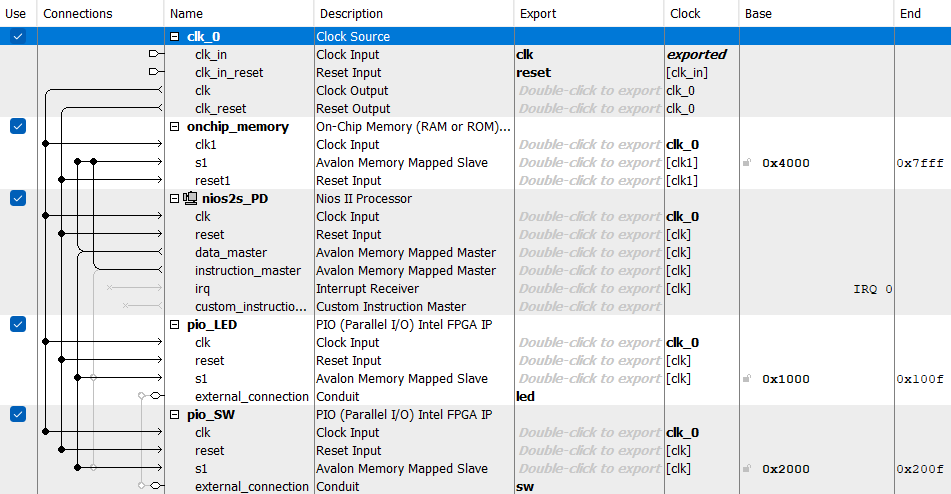 Use Connections Name Description Export Clock Base End
clk_0 Clock Source
clk_in Clock Input clk exported
clk_in_reset Reset Input reset [clk_in]
clk Clock Output Double-click to export clk_0
clk_reset Reset Output Double-click to export clk_0
onchip_memory On-Chip Memory (RAM or ROM)...
clk1 Clock Input Double-click to export clk_0
s1 Avalon Memory Mapped Slave Double-click to export [clk1] 0x4000 0x7fff
reset1 Reset Input Double-click to export [clk1]
nios2s_PD Nios II Processor
clk Clock Input Double-click to export clk_0
reset Reset Input Double-click to export [clk]
data_master Avalon Memory Mapped Master Double-click to export [clk]
instruction_master Avalon Memory Mapped Master Double-click to export [clk]
irq Interrupt Receiver Double-click to export [clk] IRQ 0
custom_instructio... Custom Instruction Master Double-click to export
pio_LED PIO (Parallel I/O) Intel FPGA IP
clk Clock Input Double-click to export clk_0
reset Reset Input Double-click to export [clk]
s1 Avalon Memory Mapped Slave Double-click to export [clk] 0x1000 0x100f
external_connection Conduit led
pio_SW PIO (Parallel I/O) Intel FPGA IP
clk Clock Input Double-click to export clk_0
reset Reset Input Double-click to export [clk]
s1 Avalon Memory Mapped Slave Double-click to export [clk] 0x2000 0x200f
external_connection Conduit sw